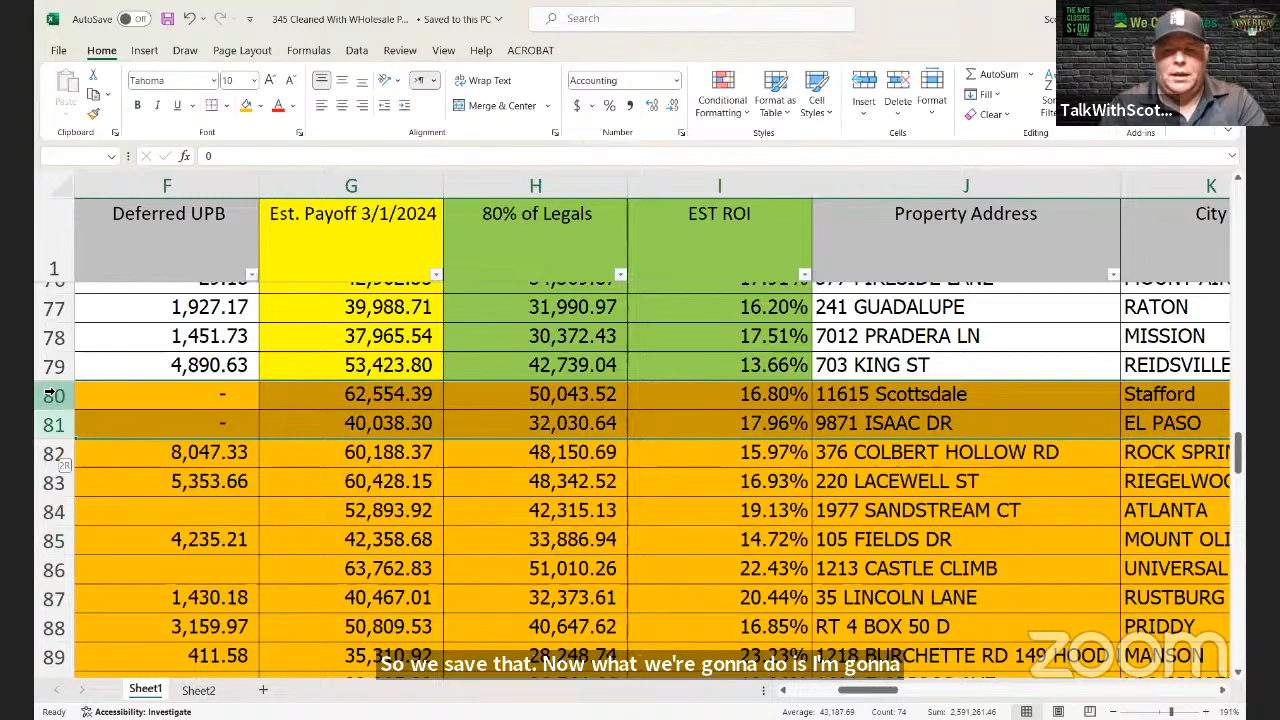 AutoSave Off 345 Cleaned With WHolesale P... • Saved to this PC Search
THE NOTE CLOSERS SHOW
AMERICA
TalkWithScot...
File Home Insert Draw Page Layout Formulas Data Review View Help ACROBAT
Tahoma 10 Wrap Text Accounting AutoSum
Paste Merge & Center Conditional Formatting Format as Table Cell Styles Insert Delete Format Fill Clear
Clipboard Font Alignment Number Styles Cells Editing Add-ins
fx 0
F G H I J K
1 Deferred UPB Est. Payoff 3/1/2024 80% of Legals EST ROI Property Address City
77 1,927.17 39,988.71 31,990.97 16.20% 241 GUADALUPE RATON
78 1,451.73 37,965.54 30,372.43 17.51% 7012 PRADERA LN MISSION
79 4,890.63 53,423.80 42,739.04 13.66% 703 KING ST REIDSVILLE
80 - 62,554.39 50,043.52 16.80% 11615 Scottsdale Stafford
81 - 40,038.30 32,030.64 17.96% 9871 ISAAC DR EL PASO
82 8,047.33 60,188.37 48,150.69 15.97% 376 COLBERT HOLLOW RD ROCK SPRIN
2R
83 5,353.66 60,428.15 48,342.52 16.93% 220 LACEWELL ST RIEGELWOO
84 52,893.92 42,315.13 19.13% 1977 SANDSTREAM CT ATLANTA
85 4,235.21 42,358.68 33,886.94 14.72% 105 FIELDS DR MOUNT OLI
86 63,762.83 51,010.26 22.43% 1213 CASTLE CLIMB UNIVERSAL
87 1,430.18 40,467.01 32,373.61 20.44% 35 LINCOLN LANE RUSTBURG
88 3,159.97 50,809.53 40,647.62 16.85% RT 4 BOX 50 D PRIDDY
89 411.58 35,310.92 28,248.74 23.23% 1218 BURCHETTE RD 149 HOOD MANSON
zoom
So we save that. Now what we're gonna do is I'm gonna
Sheet1 Sheet2
Ready Accessibility: Investigate Average: 43,187.69 Count: 74 Sum: 2,591,261.46 191%